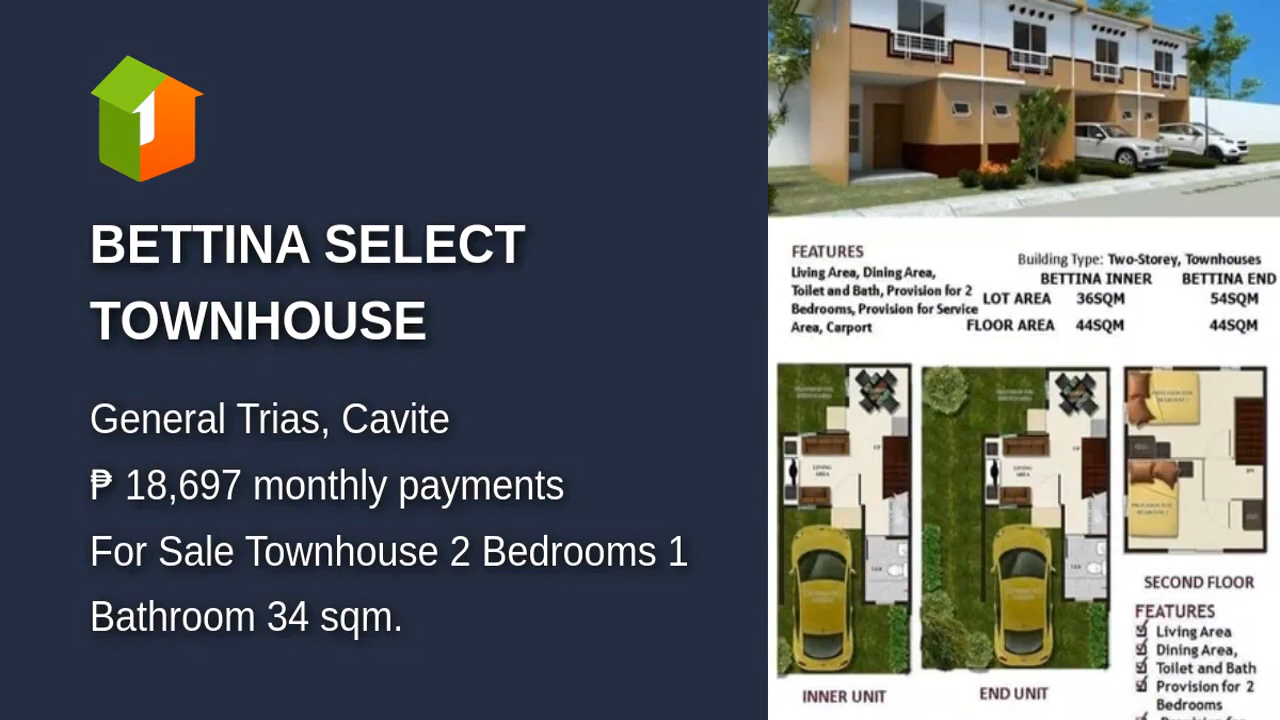 BETTINA SELECT
TOWNHOUSE
General Trias, Cavite
₱ 18,697 monthly payments
For Sale Townhouse 2 Bedrooms 1
Bathroom 34 sqm.
FEATURES
Living Area, Dining Area,
Toilet and Bath, Provision for 2
Bedrooms, Provision for Service
Area, Carport
Building Type: Two-Storey, Townhouses
BETTINA INNER BETTINA END
LOT AREA 36SQM 54SQM
FLOOR AREA 44SQM 44SQM
LIVING
AREA
LIVING
AREA
INNER UNIT
END UNIT
SECOND FLOOR
FEATURES
Living Area
Dining Area,
Toilet and Bath
Provision for 2
Bedrooms
Provision for